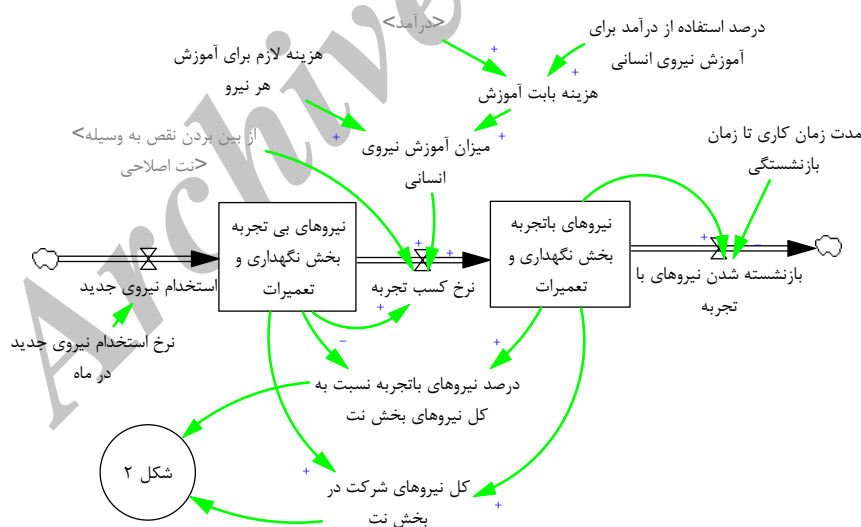 <درآمد>
درصد استفاده از درآمد برای
آموزش نیروی انسانی
هزینه لازم برای آموزش
هر نیرو
هزینه بابت آموزش
از بین بردن نقص به وسیله>
<نت اصلاحی
میزان آموزش نیروی
انسانی
مدت زمان کاری تا زمان
بازنشستگی
نیروهای باتجربه
بخش نگهداری و
تعمیرات
نیروهای بی تجربه
بخش نگهداری و
تعمیرات
بازنشسته شدن نیروهای با
تجربه
نرخ کسب تجربه
استخدام نیروی جدید
نرخ استخدام نیروی جدید
در ماه
درصد نیروهای باتجربه نسبت به
کل نیروهای بخش نت
شکل ۲
کل نیروهای شرکت در
بخش نت
Archive